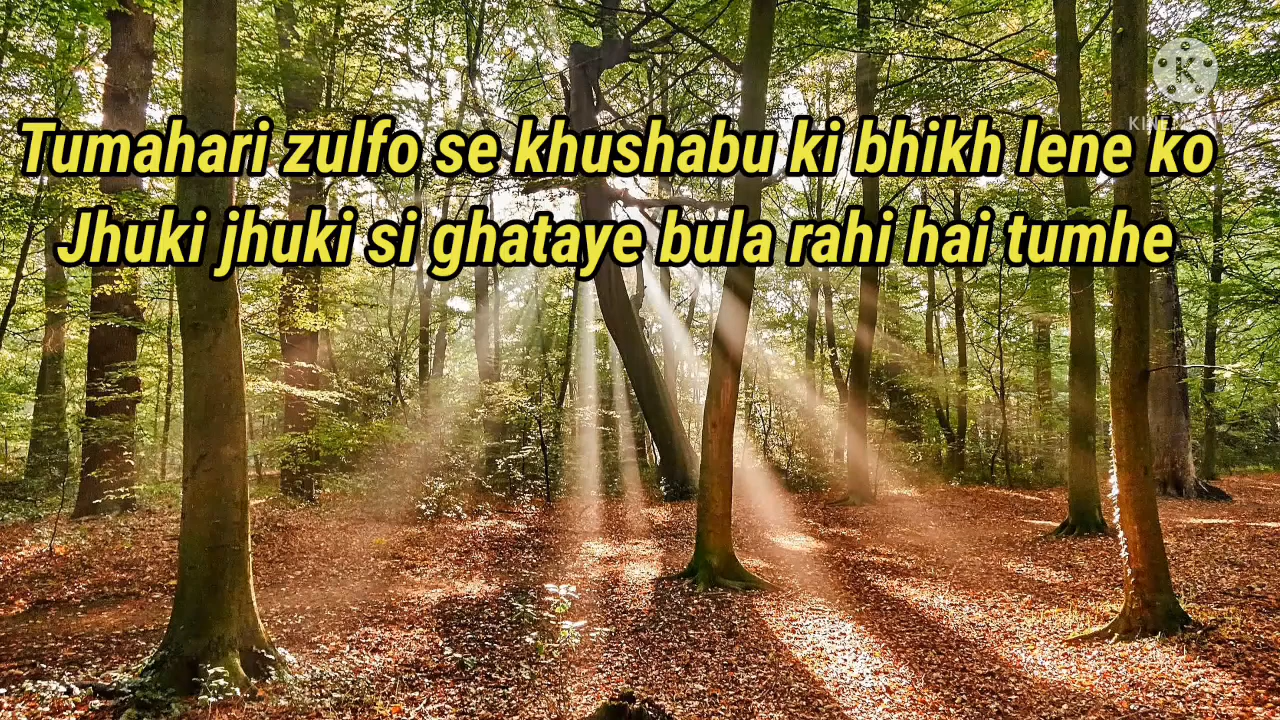 K
Tumahari zulfo se khushabu ki bhikh lene ko
Jhuki jhuki si ghataye bula rahi hai tumhe